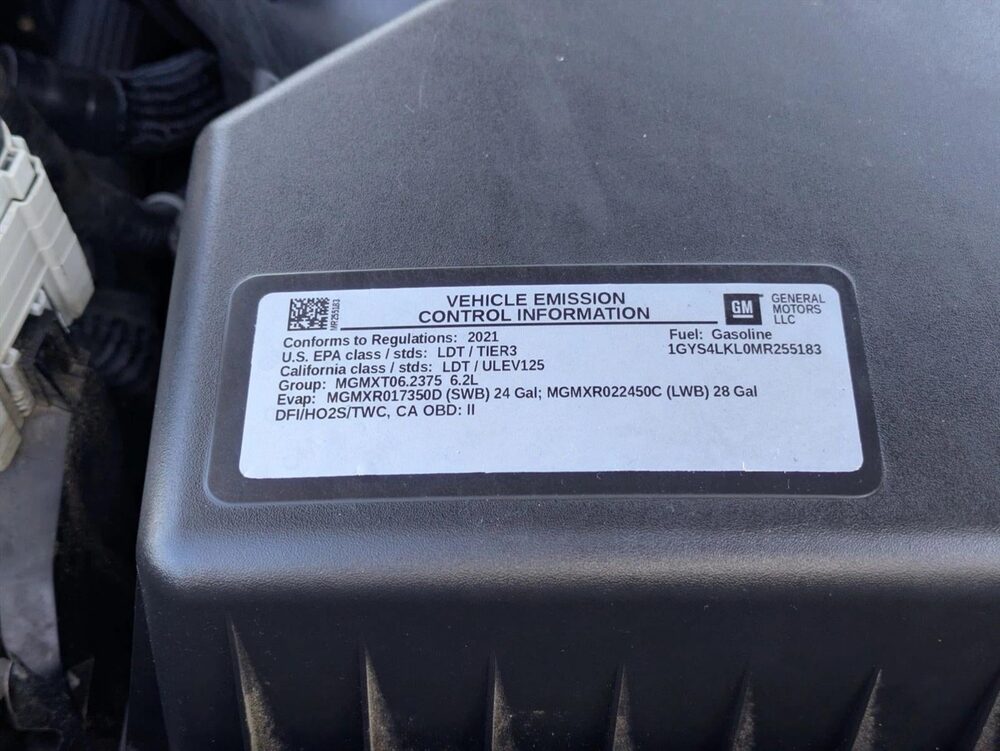 MR255183
VEHICLE EMISSION
CONTROL INFORMATION
GM
GENERAL
MOTORS
LLC
Conforms to Regulations: 2021
U.S. EPA class / stds: LDT / TIER3
California class / stds: LDT / ULEV125
Group: MGMXT06.2375 6.2L
Evap: MGMXR017350D (SWB) 24 Gal; MGMXR022450C (LWB) 28 Gal
DFI/HO2S/TWC, CA OBD: II
Fuel: Gasoline
1GYS4LKL0MR255183